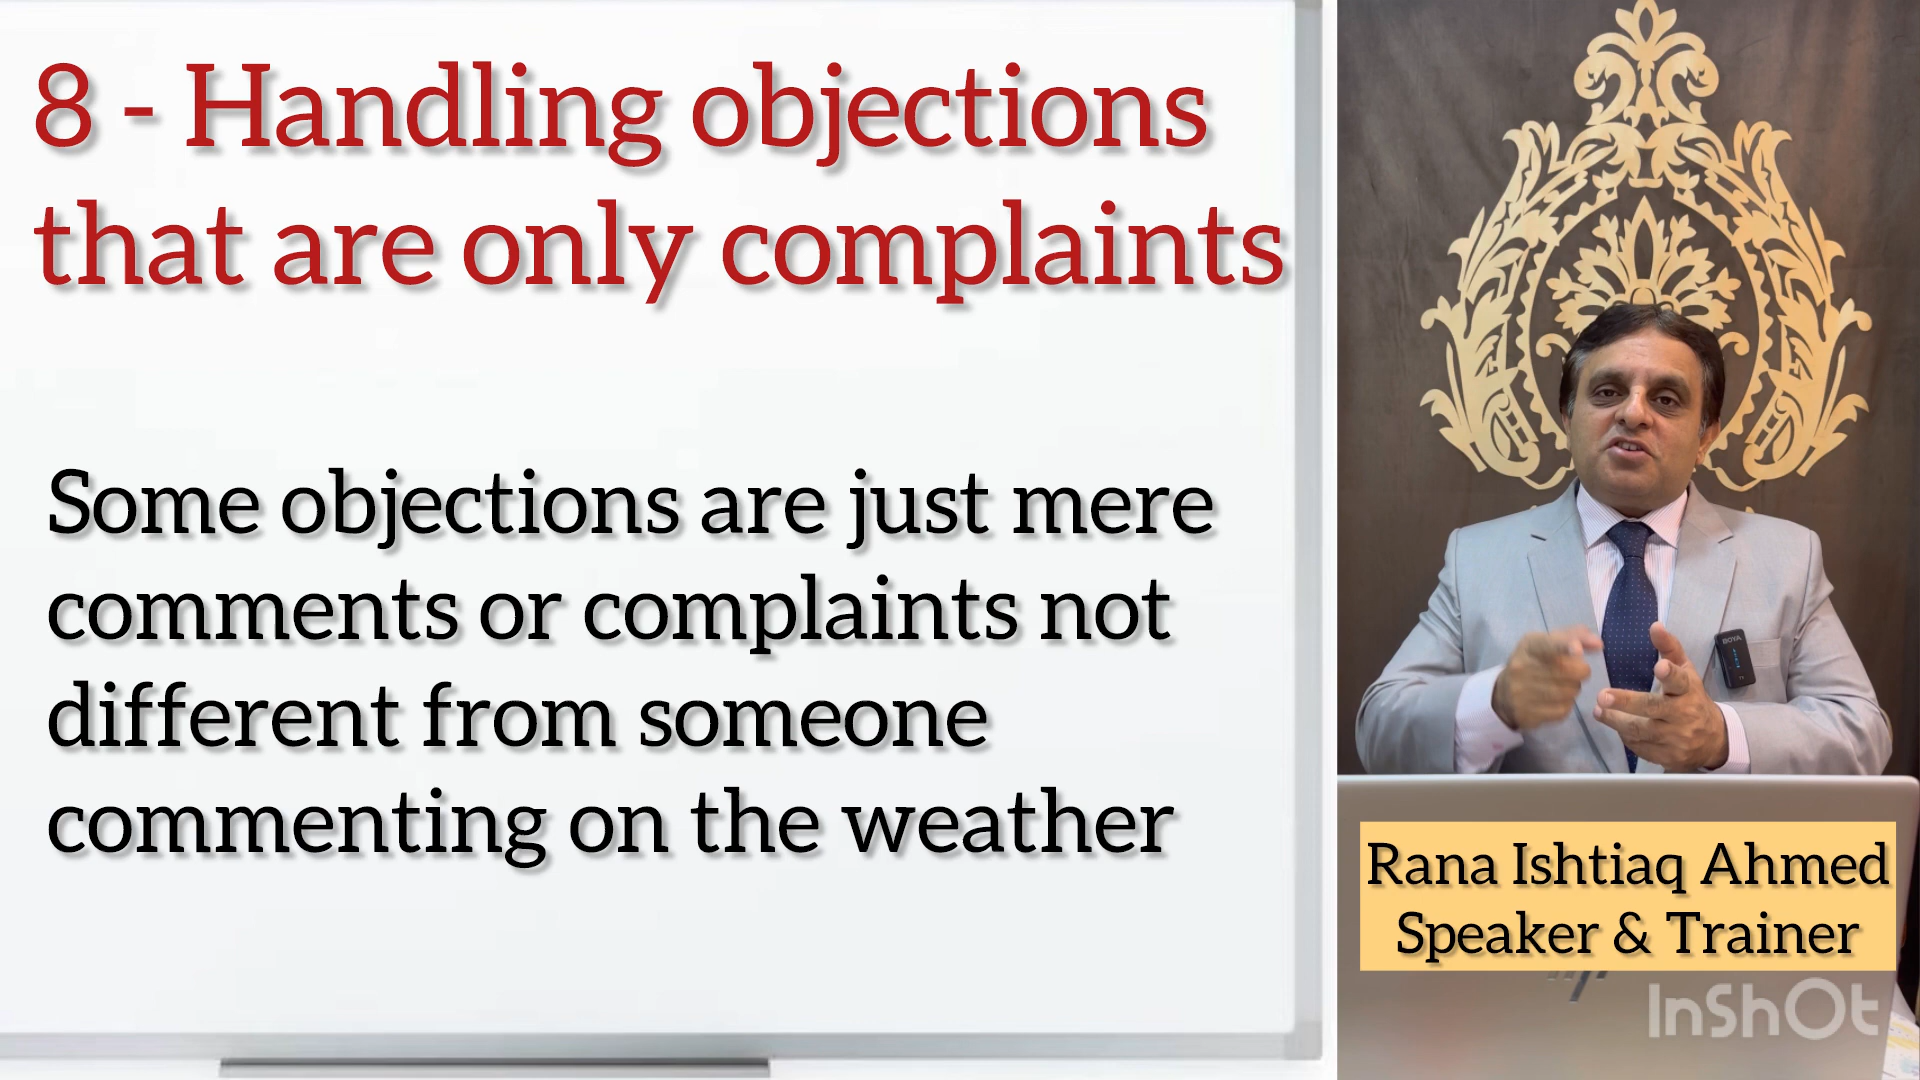 8 - Handling objections
that are only complaints
Some objections are just mere
comments or complaints not
different from someone
commenting on the weather
BOYA
Rana Ishtiaq Ahmed
Speaker & Trainer
InShOt